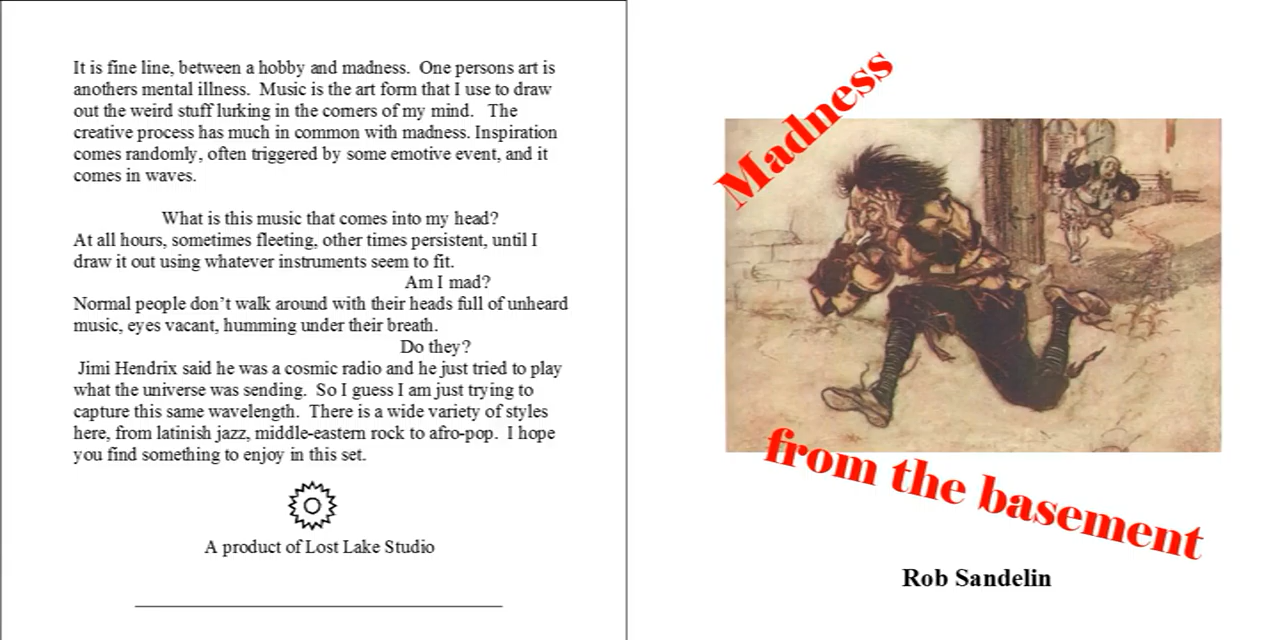 It is fine line, between a hobby and madness.  One persons art is
anothers mental illness.  Music is the art form that I use to draw
out the weird stuff lurking in the corners of my mind.   The
creative process has much in common with madness. Inspiration
comes randomly, often triggered by some emotive event, and it
comes in waves.
What is this music that comes into my head?
At all hours, sometimes fleeting, other times persistent, until I
draw it out using whatever instruments seem to fit.
Am I mad?
Normal people don't walk around with their heads full of unheard
music, eyes vacant, humming under their breath.
Do they?
Jimi Hendrix said he was a cosmic radio and he just tried to play
what the universe was sending.  So I guess I am just trying to
capture this same wavelength.  There is a wide variety of styles
here, from latinish jazz, middle-eastern rock to afro-pop.  I hope
you find something to enjoy in this set.
A product of Lost Lake Studio
Madness
from the basement
Rob Sandelin